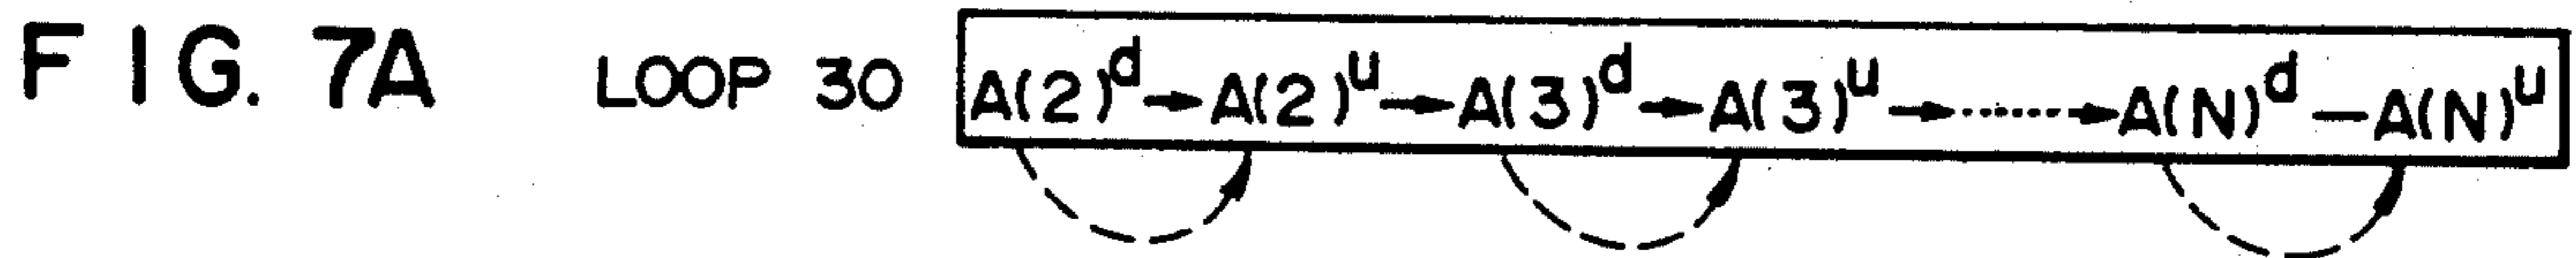 FIG. 7A LOOP 30 A(2)ᵈ→A(2)ᵘ→A(3)ᵈ→A(3)ᵘ→......→A(N)ᵈ—A(N)ᵘ